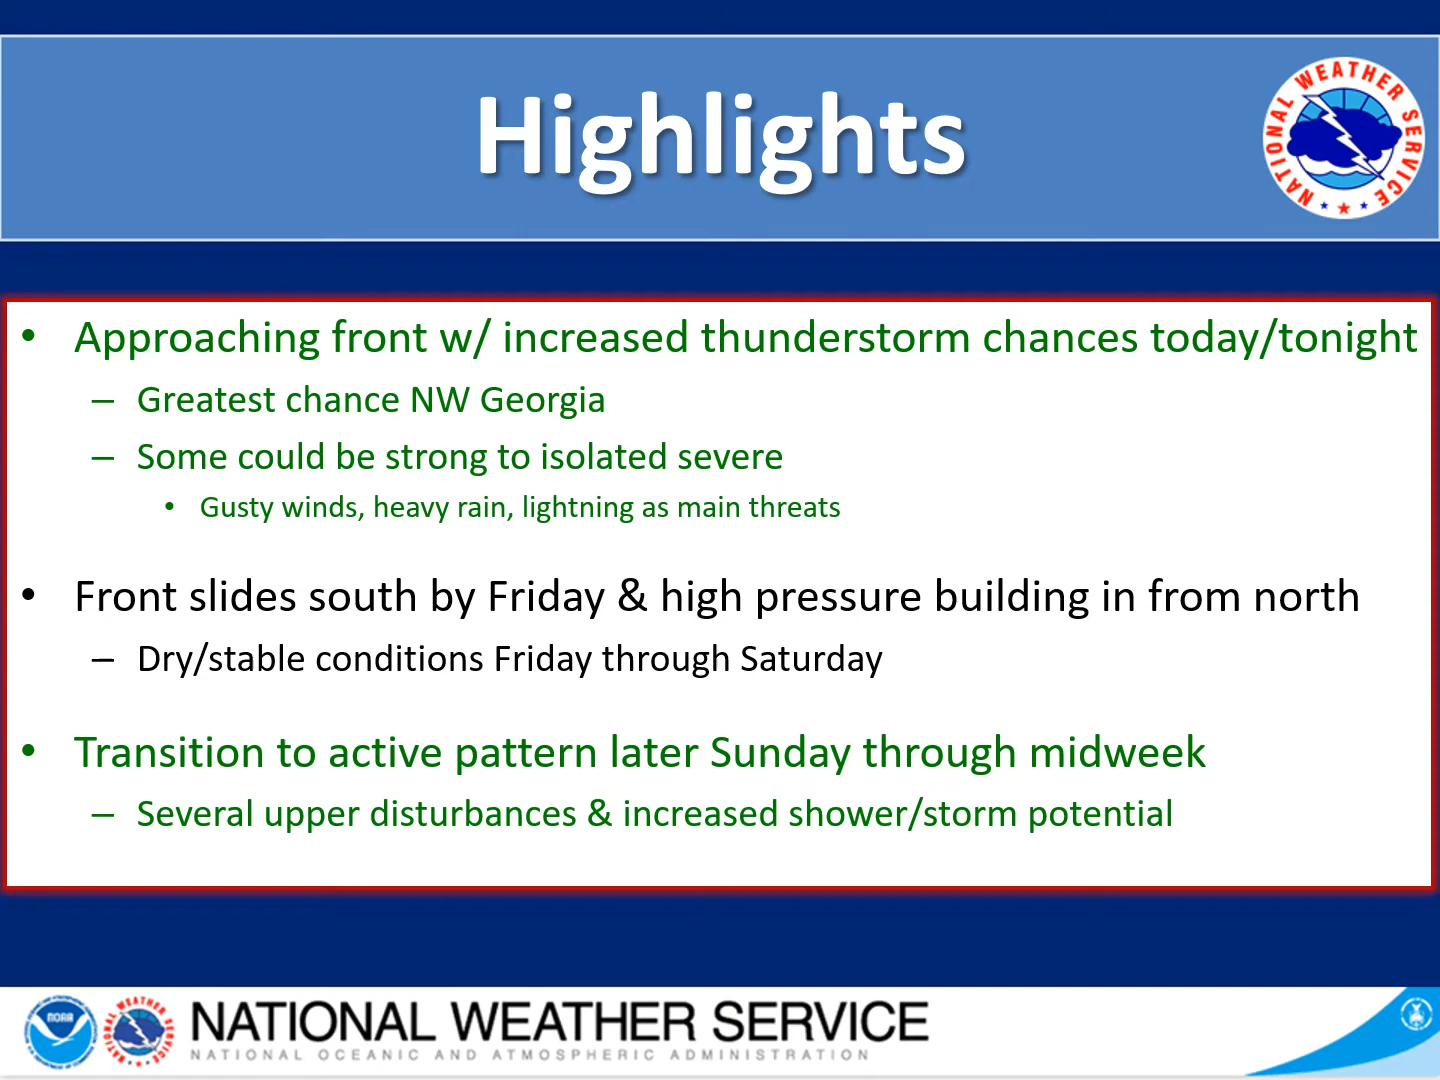 Highlights
NATIONAL WEATHER SERVICE
• Approaching front w/ increased thunderstorm chances today/tonight
– Greatest chance NW Georgia
– Some could be strong to isolated severe
• Gusty winds, heavy rain, lightning as main threats
• Front slides south by Friday & high pressure building in from north
– Dry/stable conditions Friday through Saturday
• Transition to active pattern later Sunday through midweek
– Several upper disturbances & increased shower/storm potential
NOAA
NATIONAL WEATHER SERVICE
NATIONAL WEATHER SERVICE
NATIONAL OCEANIC AND ATMOSPHERIC ADMINISTRATION